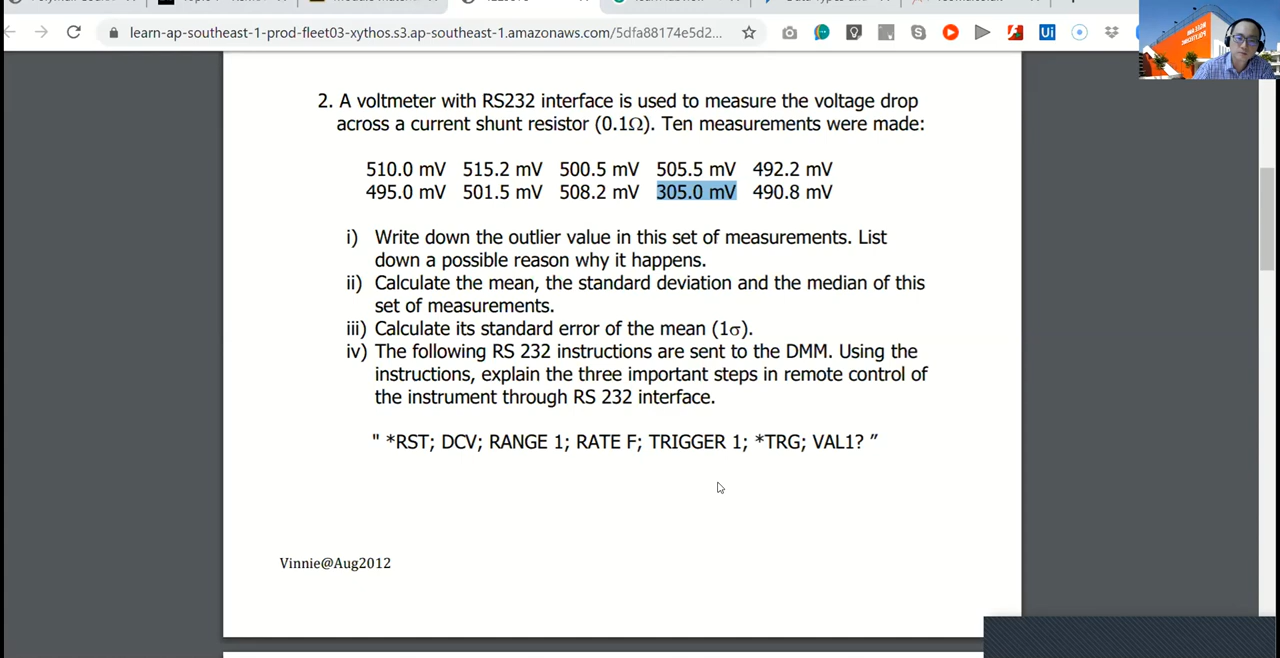 learn-ap-southeast-1-prod-fleet03-xythos.s3.ap-southeast-1.amazonaws.com/5dfa88174e5d2...
2. A voltmeter with RS232 interface is used to measure the voltage drop
across a current shunt resistor (0.1Ω). Ten measurements were made:
510.0 mV 515.2 mV 500.5 mV 505.5 mV 492.2 mV
495.0 mV 501.5 mV 508.2 mV 305.0 mV 490.8 mV
i) Write down the outlier value in this set of measurements. List
down a possible reason why it happens.
ii) Calculate the mean, the standard deviation and the median of this
set of measurements.
iii) Calculate its standard error of the mean (1σ).
iv) The following RS 232 instructions are sent to the DMM. Using the
instructions, explain the three important steps in remote control of
the instrument through RS 232 interface.
" *RST; DCV; RANGE 1; RATE F; TRIGGER 1; *TRG; VAL1? ”
Vinnie@Aug2012